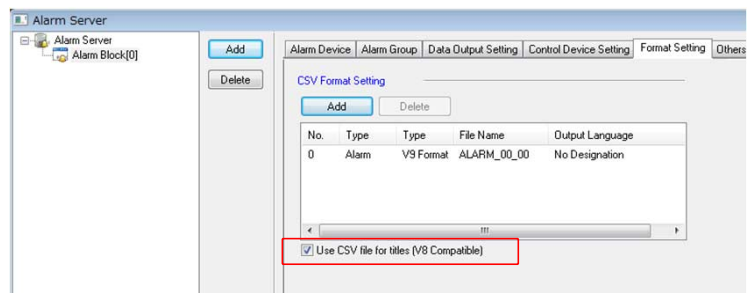 Alarm Server
Alarm Server
Alarm Block[0]
Add
Delete
Alarm Device Alarm Group Data Output Setting Control Device Setting Format Setting Others
CSV Format Setting
Add Delete
No. Type Type File Name Output Language
0 Alarm V9 Format ALARM_00_00 No Designation
Use CSV file for titles (V8 Compatible)